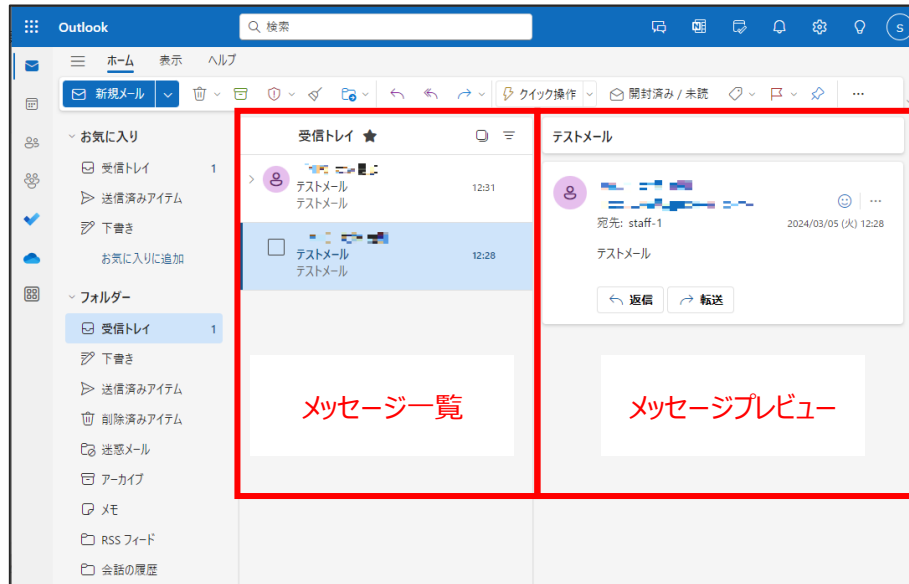 Outlook
検索
S
ホーム 表示 ヘルプ
新規メール
クイック操作
開封済み / 未読
お気に入り
受信トレイ 1
送信済みアイテム
下書き
お気に入りに追加
フォルダー
受信トレイ 1
下書き
送信済みアイテム
削除済みアイテム
迷惑メール
アーカイブ
メモ
RSS フィード
会話の履歴
受信トレイ
テストメール 12:31
テストメール
テストメール 12:28
テストメール
メッセージ一覧
テストメール
宛先: staff-1 2024/03/05 (火) 12:28
テストメール
返信 転送
メッセージプレビュー